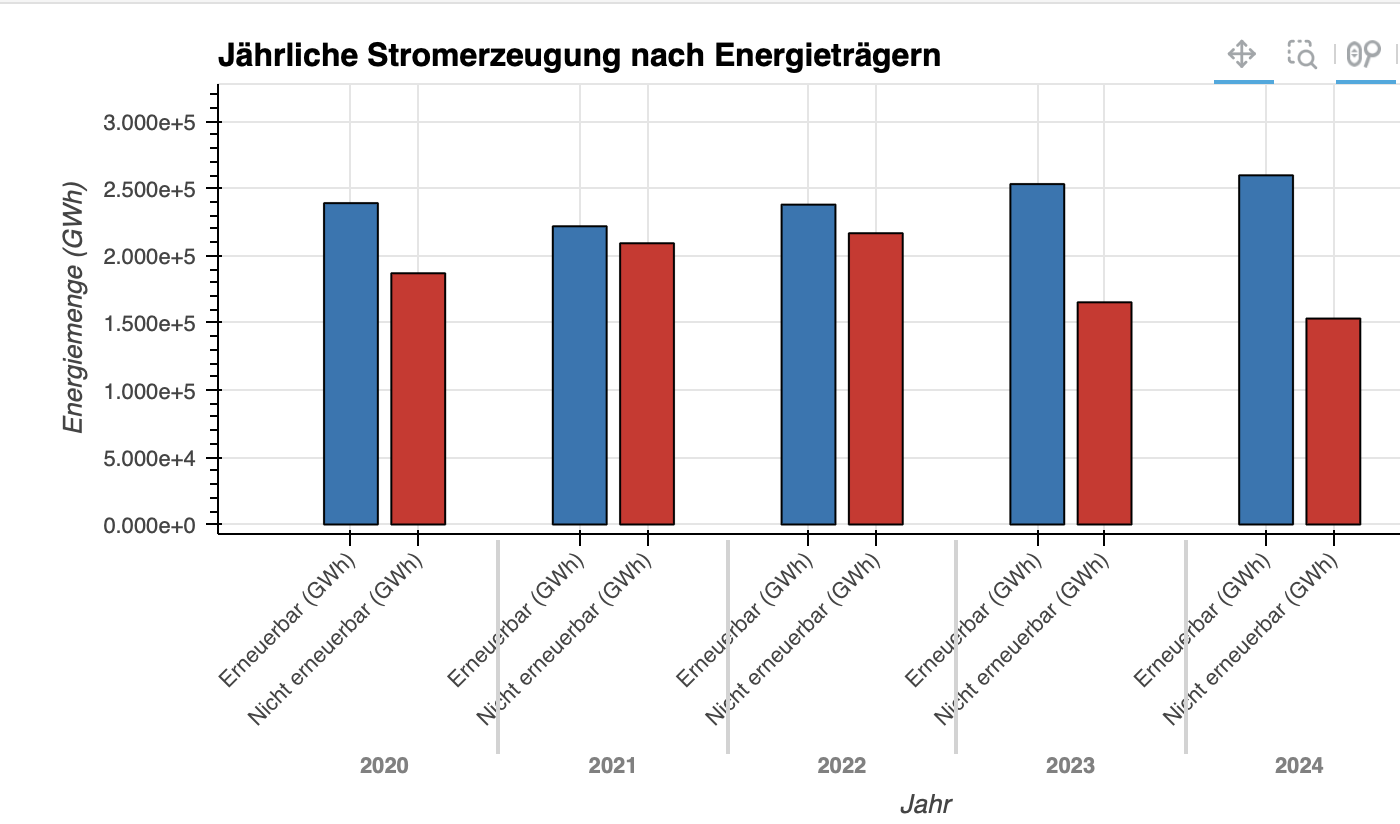 Jährliche Stromerzeugung nach Energieträgern
Energiemenge (GWh)
3.000e+5
2.500e+5
2.000e+5
1.500e+5
1.000e+5
5.000e+4
0.000e+0
Erneuerbar (GWh)
Nicht erneuerbar (GWh)
Erneuerbar (GWh)
Nicht erneuerbar (GWh)
Erneuerbar (GWh)
Nicht erneuerbar (GWh)
Erneuerbar (GWh)
Nicht erneuerbar (GWh)
Erneuerbar (GWh)
Nicht erneuerbar (GWh)
2020 2021 2022 2023 2024
Jahr